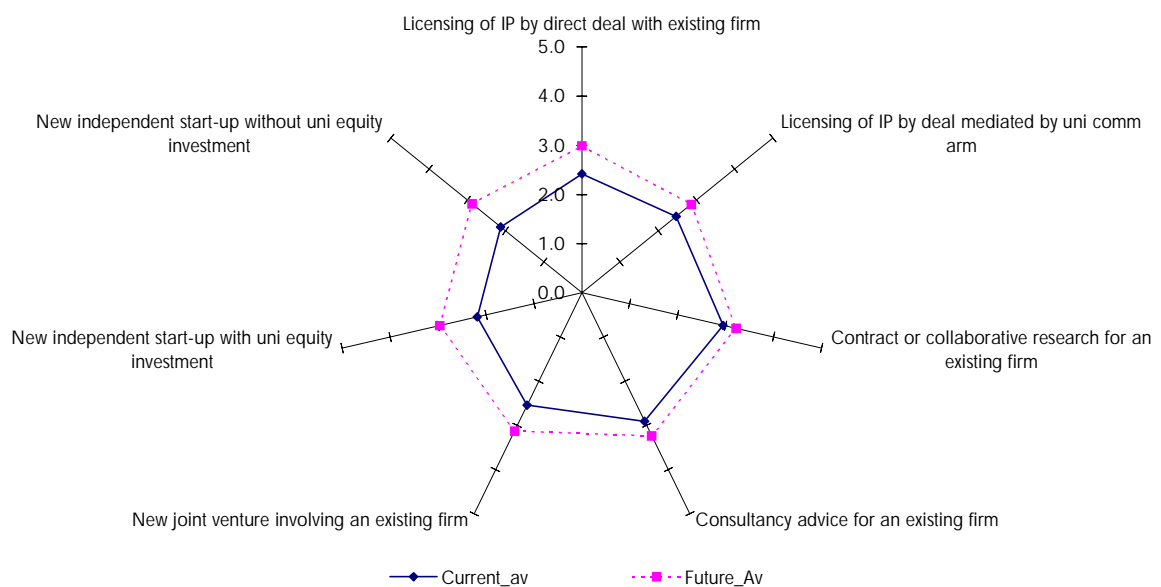 Licensing of IP by direct deal with existing firm
5.0
4.0
3.0
2.0
1.0
0.0
New independent start-up without uni equity
investment
Licensing of IP by deal mediated by uni comm
arm
New independent start-up with uni equity
investment
Contract or collaborative research for an
existing firm
New joint venture involving an existing firm
Consultancy advice for an existing firm
Current_av
Future_Av